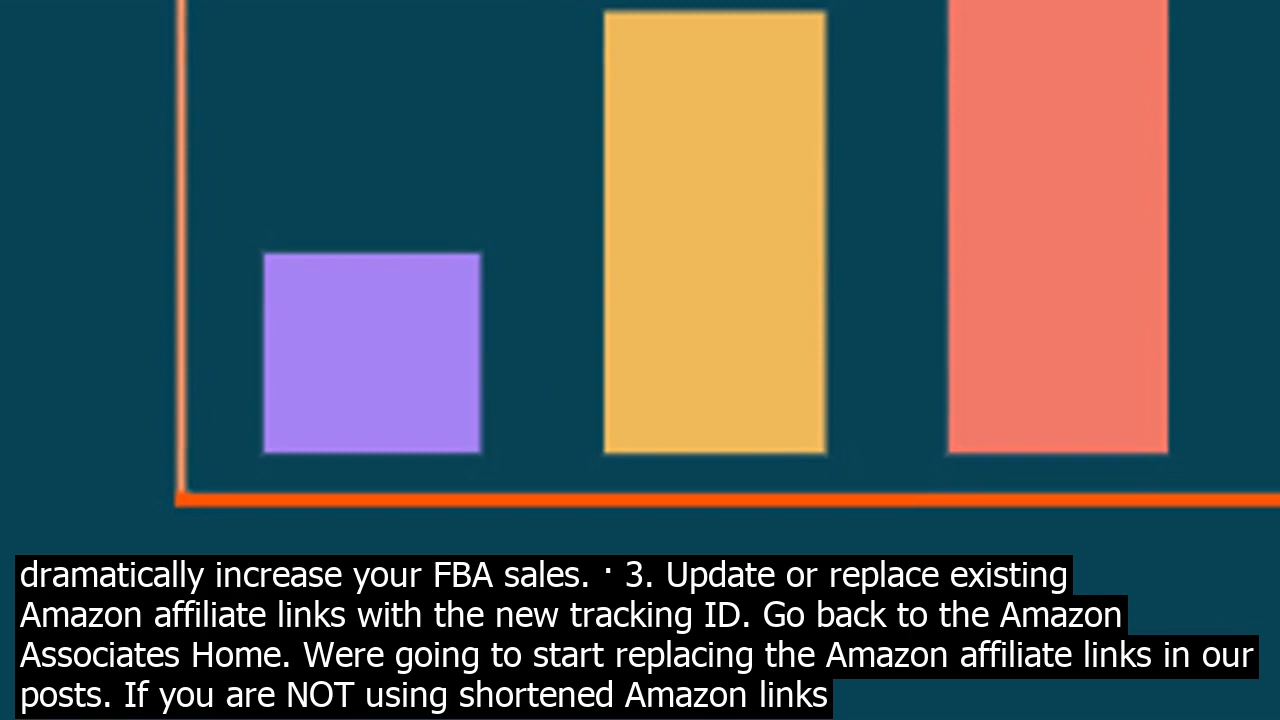 dramatically increase your FBA sales. · 3. Update or replace existing
Amazon affiliate links with the new tracking ID. Go back to the Amazon
Associates Home. Were going to start replacing the Amazon affiliate links in our
posts. If you are NOT using shortened Amazon links